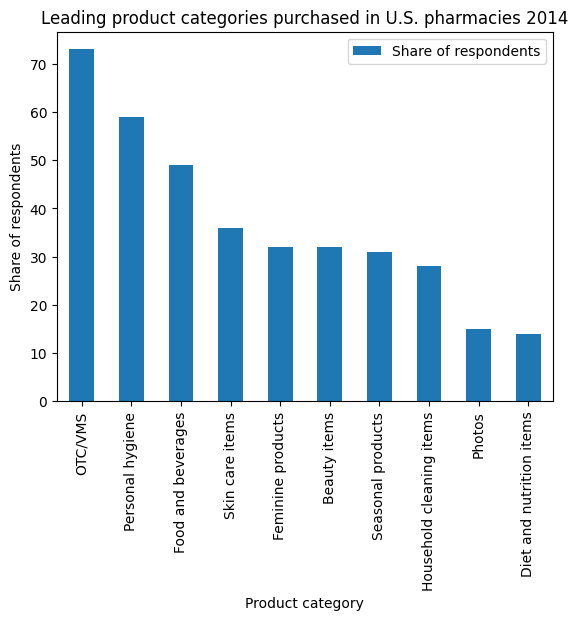 Leading product categories purchased in U.S. pharmacies 2014
Share of respondents
Share of respondents
70
60
50
40
30
20
10
0
OTC/VMS
Personal hygiene
Food and beverages
Skin care items
Feminine products
Beauty items
Seasonal products
Household cleaning items
Photos
Diet and nutrition items
Product category